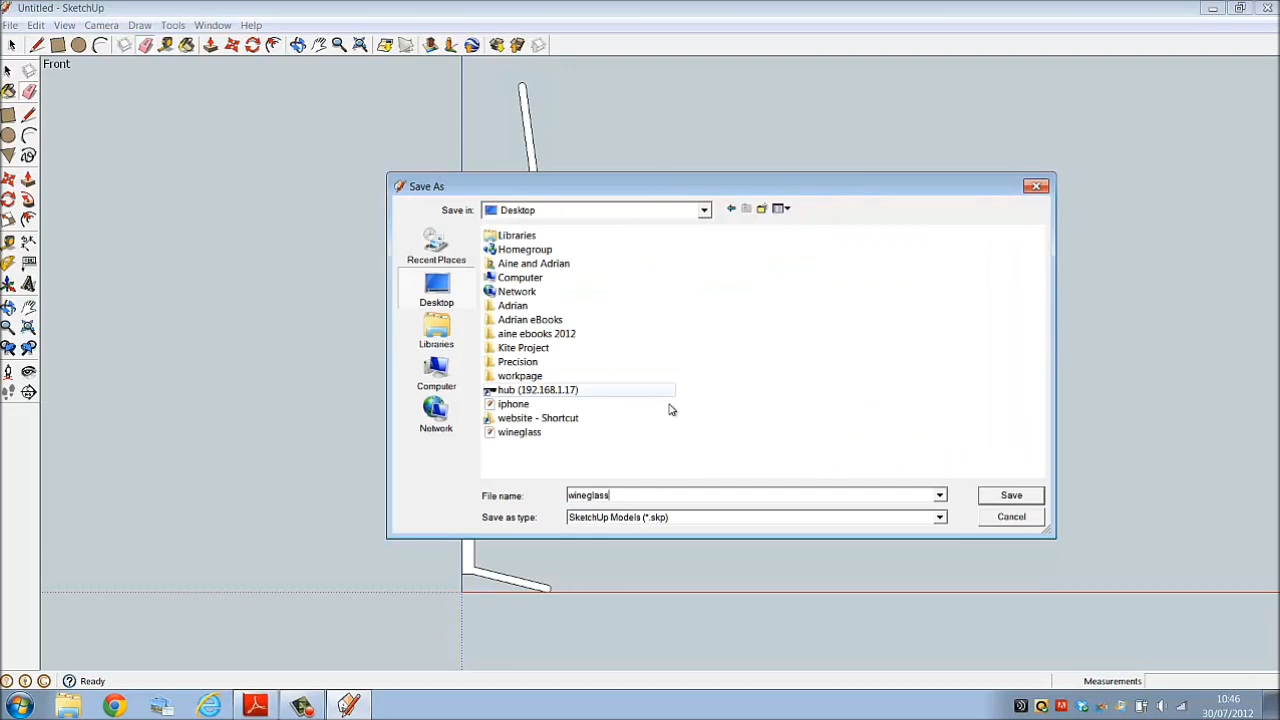 Untitled - SketchUp
File Edit View Camera Draw Tools Window Help
Front
Save As
Save in: Desktop
Recent Places
Desktop
Libraries
Computer
Network
Libraries
Homegroup
Aine and Adrian
Computer
Network
Adrian
Adrian eBooks
aine ebooks 2012
Kite Project
Precision
workpage
hub (192.168.1.17)
iphone
website - Shortcut
wineglass
File name: wineglass Save
Save as type: SketchUp Models (*.skp) Cancel
Ready Measurements
10:46
30/07/2012